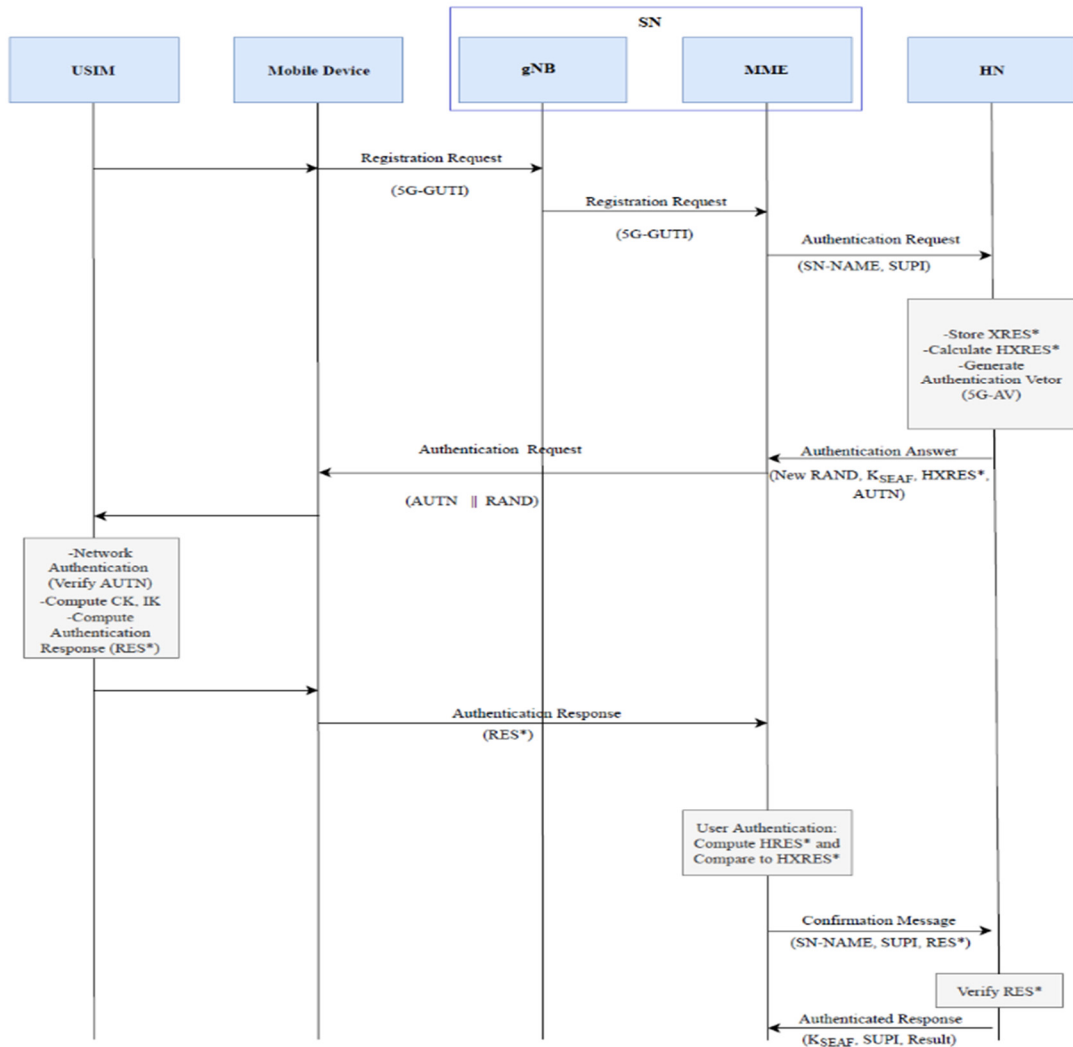 SN
USIM
Mobile Device
gNB
MME
HN
Registration Request
(5G-GUTI)
Registration Request
(5G-GUTI)
Authentication Request
(SN-NAME, SUPI)
-Store XRES*
-Calculate HXRES*
-Generate
Authentication Vetor
(5G-AV)
Authentication Answer
(New RAND, KSEAF, HXRES*,
AUTN)
Authentication Request
(AUTN || RAND)
-Network
Authentication
(Verify AUTN)
-Compute CK, IK
-Compute
Authentication
Response (RES*)
Authentication Response
(RES*)
User Authentication:
Compute HRES* and
Compare to HXRES*
Confirmation Message
(SN-NAME, SUPI, RES*)
Verify RES*
Authenticated Response
(KSEAF, SUPI, Result)